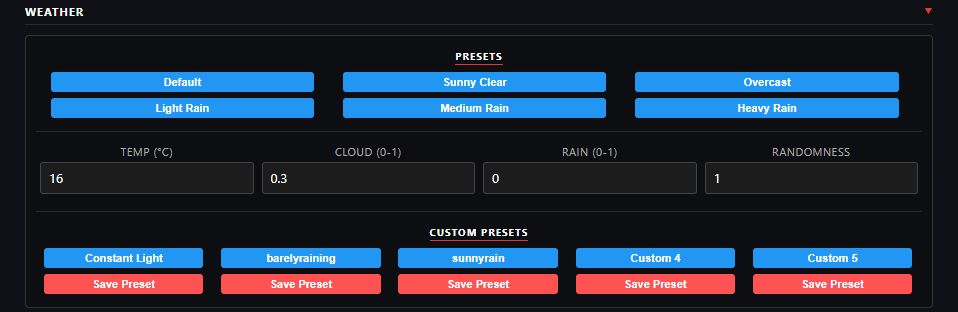 WEATHER
PRESETS
Default Sunny Clear Overcast
Light Rain Medium Rain Heavy Rain
TEMP (°C) CLOUD (0-1) RAIN (0-1) RANDOMNESS
16 0.3 0 1
CUSTOM PRESETS
Constant Light barelyraining sunnyrain Custom 4 Custom 5
Save Preset Save Preset Save Preset Save Preset Save Preset